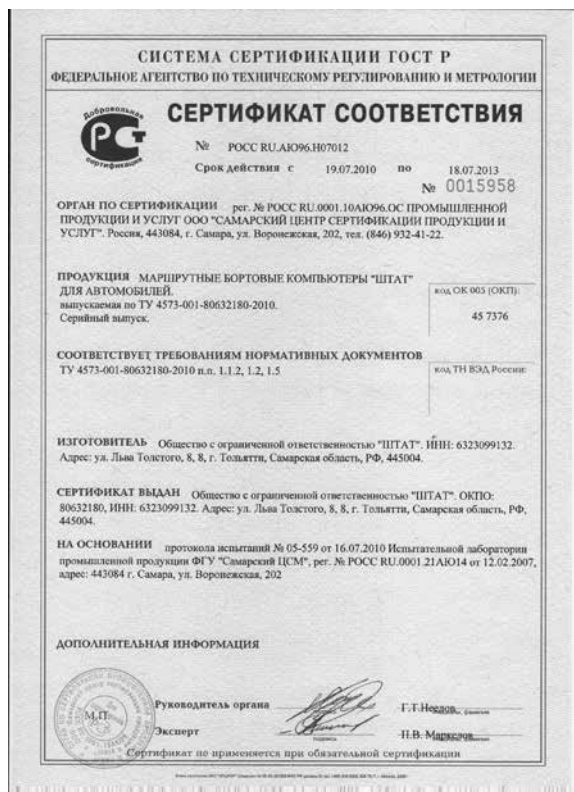 СИСТЕМА СЕРТИФИКАЦИИ ГОСТ Р
ФЕДЕРАЛЬНОЕ АГЕНТСТВО ПО ТЕХНИЧЕСКОМУ РЕГУЛИРОВАНИЮ И МЕТРОЛОГИИ
Добровольная
сертификация
СЕРТИФИКАТ СООТВЕТСТВИЯ
№ РОСС RU.АЮ96.Н07012
Срок действия с 19.07.2010 по 18.07.2013
№ 0015958
ОРГАН ПО СЕРТИФИКАЦИИ рег. № РОСС RU.0001.10АЮ96.ОС ПРОМЫШЛЕННОЙ
ПРОДУКЦИИ И УСЛУГ ООО "САМАРСКИЙ ЦЕНТР СЕРТИФИКАЦИИ ПРОДУКЦИИ И
УСЛУГ". Россия, 443084, г. Самара, ул. Воронежская, 202, тел. (846) 932-41-22.
ПРОДУКЦИЯ МАРШРУТНЫЕ БОРТОВЫЕ КОМПЬЮТЕРЫ "ШТАТ"
ДЛЯ АВТОМОБИЛЕЙ.
выпускаемая по ТУ 4573-001-80632180-2010.
Серийный выпуск.
код ОК 005 (ОКП):
45 7376
СООТВЕТСТВУЕТ ТРЕБОВАНИЯМ НОРМАТИВНЫХ ДОКУМЕНТОВ
ТУ 4573-001-80632180-2010 п.п. 1.1.2, 1.2, 1.5
код ТН ВЭД России:
ИЗГОТОВИТЕЛЬ Общество с ограниченной ответственностью "ШТАТ". ИНН: 6323099132.
Адрес: ул. Льва Толстого, 8, 8, г. Тольятти, Самарская область, РФ, 445004.
СЕРТИФИКАТ ВЫДАН Общество с ограниченной ответственностью "ШТАТ". ОКПО:
80632180, ИНН: 6323099132. Адрес: ул. Льва Толстого, 8, 8, г. Тольятти, Самарская область, РФ,
445004.
НА ОСНОВАНИИ протокола испытаний № 05-559 от 16.07.2010 Испытательной лаборатории
промышленной продукции ФГУ "Самарский ЦСМ", рег. № РОСС RU.0001.21АЮ14 от 12.02.2007,
адрес: 443084 г. Самара, ул. Воронежская, 202
ДОПОЛНИТЕЛЬНАЯ ИНФОРМАЦИЯ
М.П.
Руководитель органа Г.Т.
Эксперт подпись Н.В. Маркелов
Сертификат не применяется при обязательной сертификации